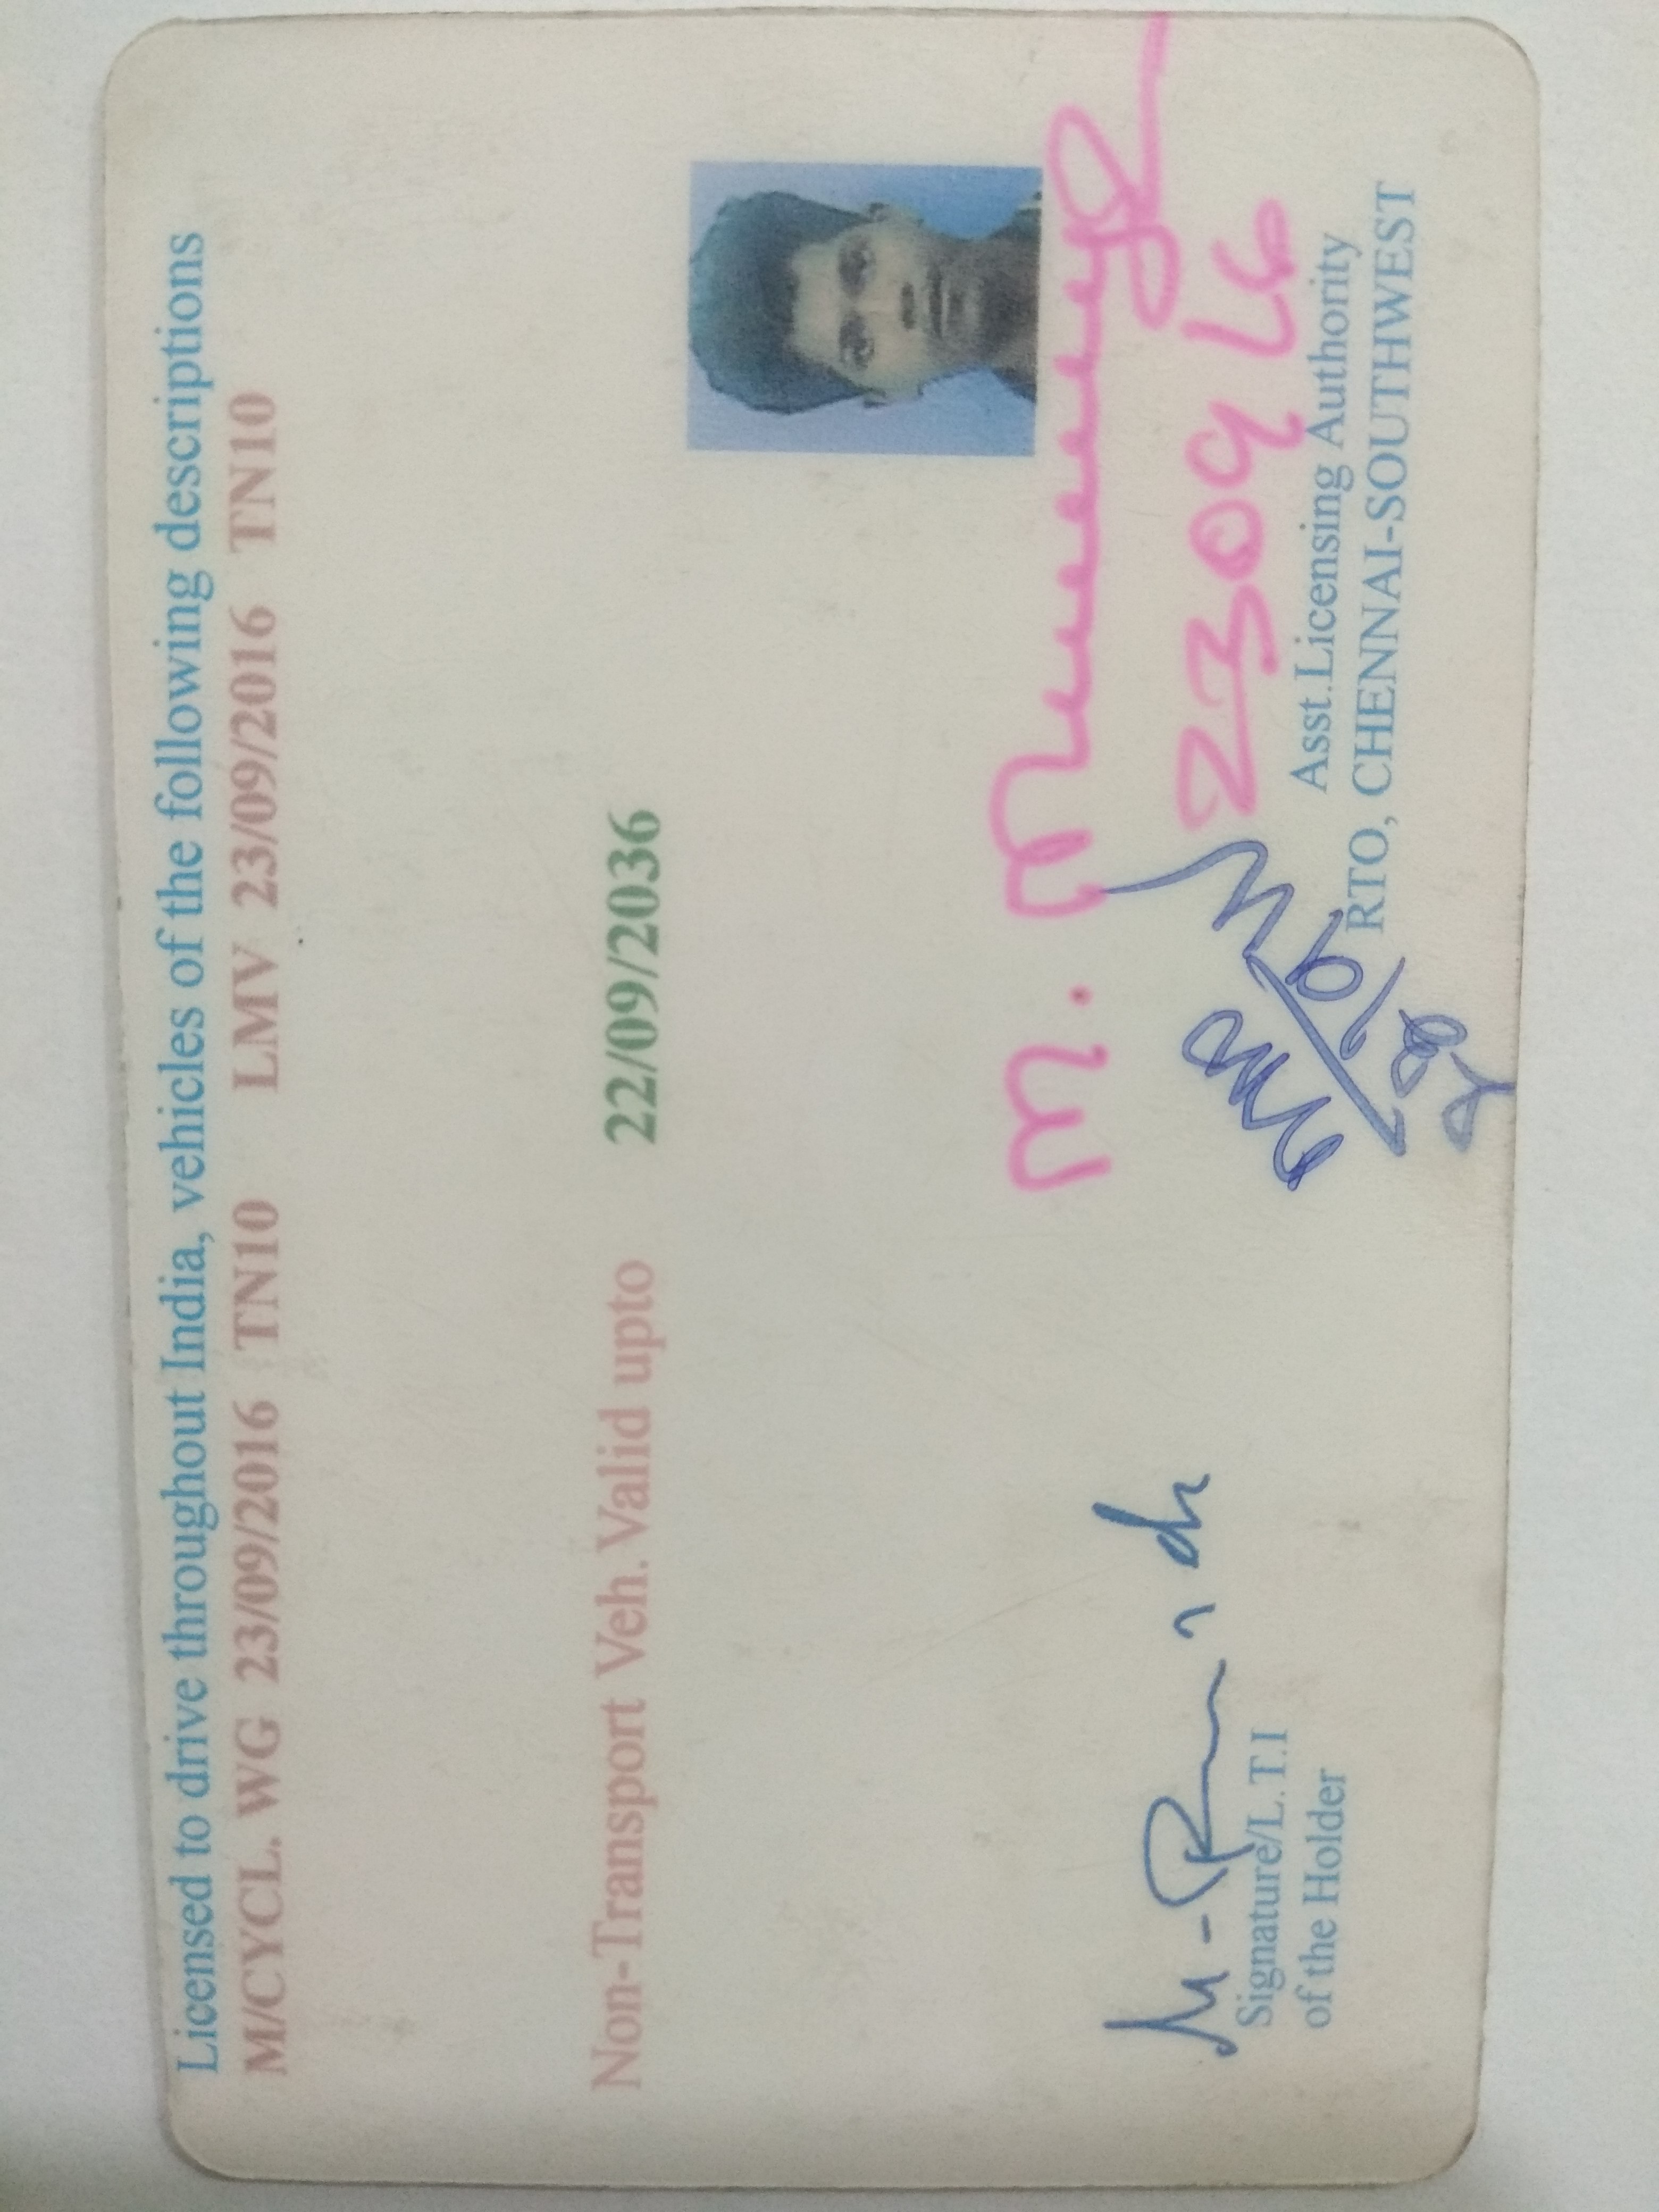 Licensed to drive throughout India, vehicles of the following descriptions
M/CYCL. WG 23/09/2016 TN10 LMV 23/09/2016 TN10
Non-Transport Veh. Valid upto 22/09/2036
m.
230916
Signature/L.T.I
of the Holder
Asst.Licensing Authority
RTO, CHENNAI-SOUTHWEST